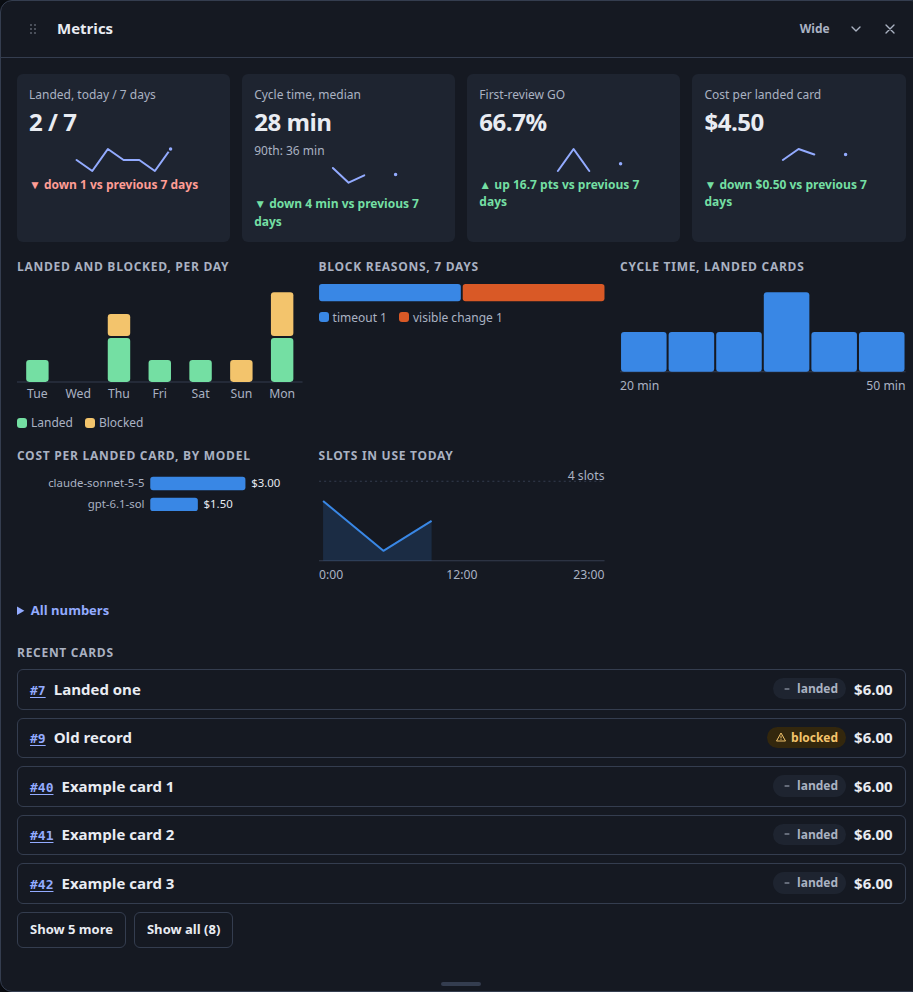 Metrics
Wide
Landed, today / 7 days
2 / 7
▼ down 1 vs previous 7 days
Cycle time, median
28 min
90th: 36 min
▼ down 4 min vs previous 7
days
First-review GO
66.7%
▲ up 16.7 pts vs previous 7
days
Cost per landed card
$4.50
▼ down $0.50 vs previous 7
days
LANDED AND BLOCKED, PER DAY
Tue Wed Thu Fri Sat Sun Mon
Landed Blocked
BLOCK REASONS, 7 DAYS
timeout 1 visible change 1
CYCLE TIME, LANDED CARDS
20 min 50 min
COST PER LANDED CARD, BY MODEL
claude-sonnet-5-5 $3.00
gpt-6.1-sol $1.50
SLOTS IN USE TODAY
4 slots
0:00 12:00 23:00
▶ All numbers
RECENT CARDS
#7 Landed one – landed $6.00
#9 Old record ⚠ blocked $6.00
#40 Example card 1 – landed $6.00
#41 Example card 2 – landed $6.00
#42 Example card 3 – landed $6.00
Show 5 more Show all (8)